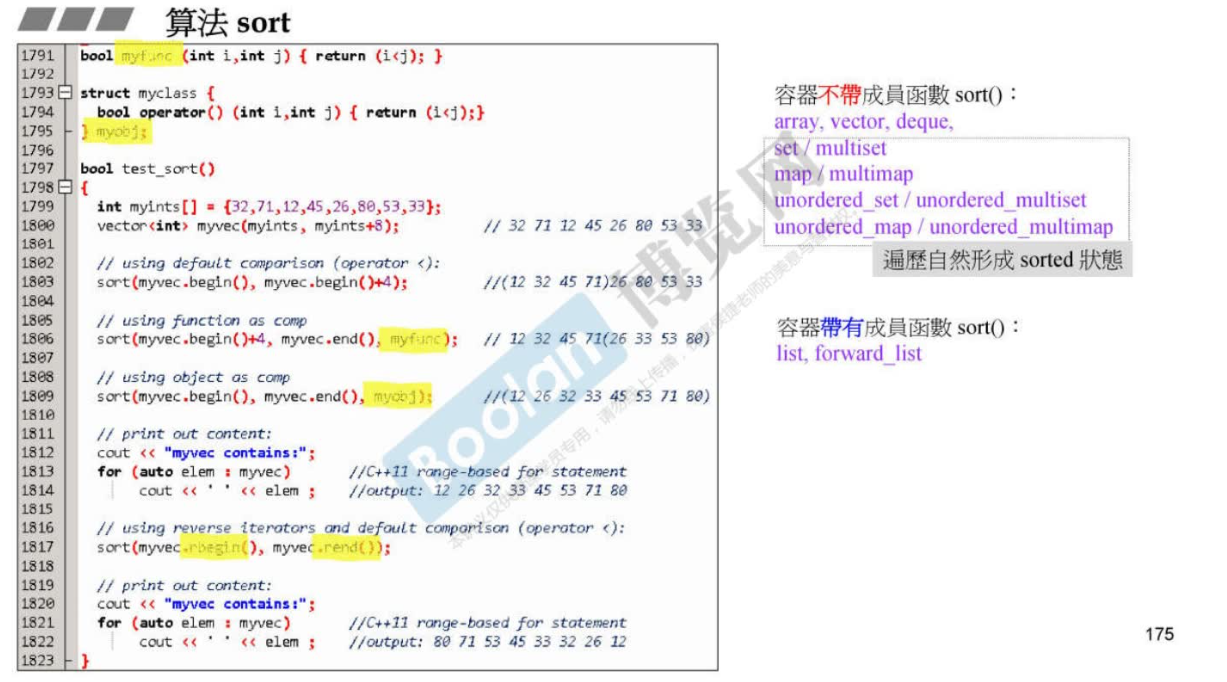 算法 sort
1791 bool myfunc (int i,int j) { return (i<j); }
1792
1793 struct myclass {
1794 bool operator() (int i,int j) { return (i<j);}
1795 } myobj;
1796
1797 bool test_sort()
1798 {
1799 int myints[] = {32,71,12,45,26,80,53,33};
1800 vector<int> myvec(myints, myints+8); // 32 71 12 45 26 80 53 33
1801
1802 // using default comparison (operator <):
1803 sort(myvec.begin(), myvec.begin()+4); //(12 32 45 71)26 80 53 33
1804
1805 // using function as comp
1806 sort(myvec.begin()+4, myvec.end(), myfunc); // 12 32 45 71(26 33 53 80)
1807
1808 // using object as comp
1809 sort(myvec.begin(), myvec.end(), myobj); //(12 26 32 33 45 53 71 80)
1810
1811 // print out content:
1812 cout << "myvec contains:";
1813 for (auto elem : myvec) //C++11 range-based for statement
1814 cout << ' ' << elem ; //output: 12 26 32 33 45 53 71 80
1815
1816 // using reverse iterators and default comparison (operator <):
1817 sort(myvec.rbegin(), myvec.rend());
1818
1819 // print out content:
1820 cout << "myvec contains:";
1821 for (auto elem : myvec) //C++11 range-based for statement
1822 cout << ' ' << elem ; //output: 80 71 53 45 33 32 26 12
1823 }
容器不帶成員函數 sort()：
array, vector, deque,
set / multiset
map / multimap
unordered_set / unordered_multiset
unordered_map / unordered_multimap
遍歷自然形成 sorted 狀態
容器帶有成員函數 sort()：
list, forward_list
Boolan 博览网
175